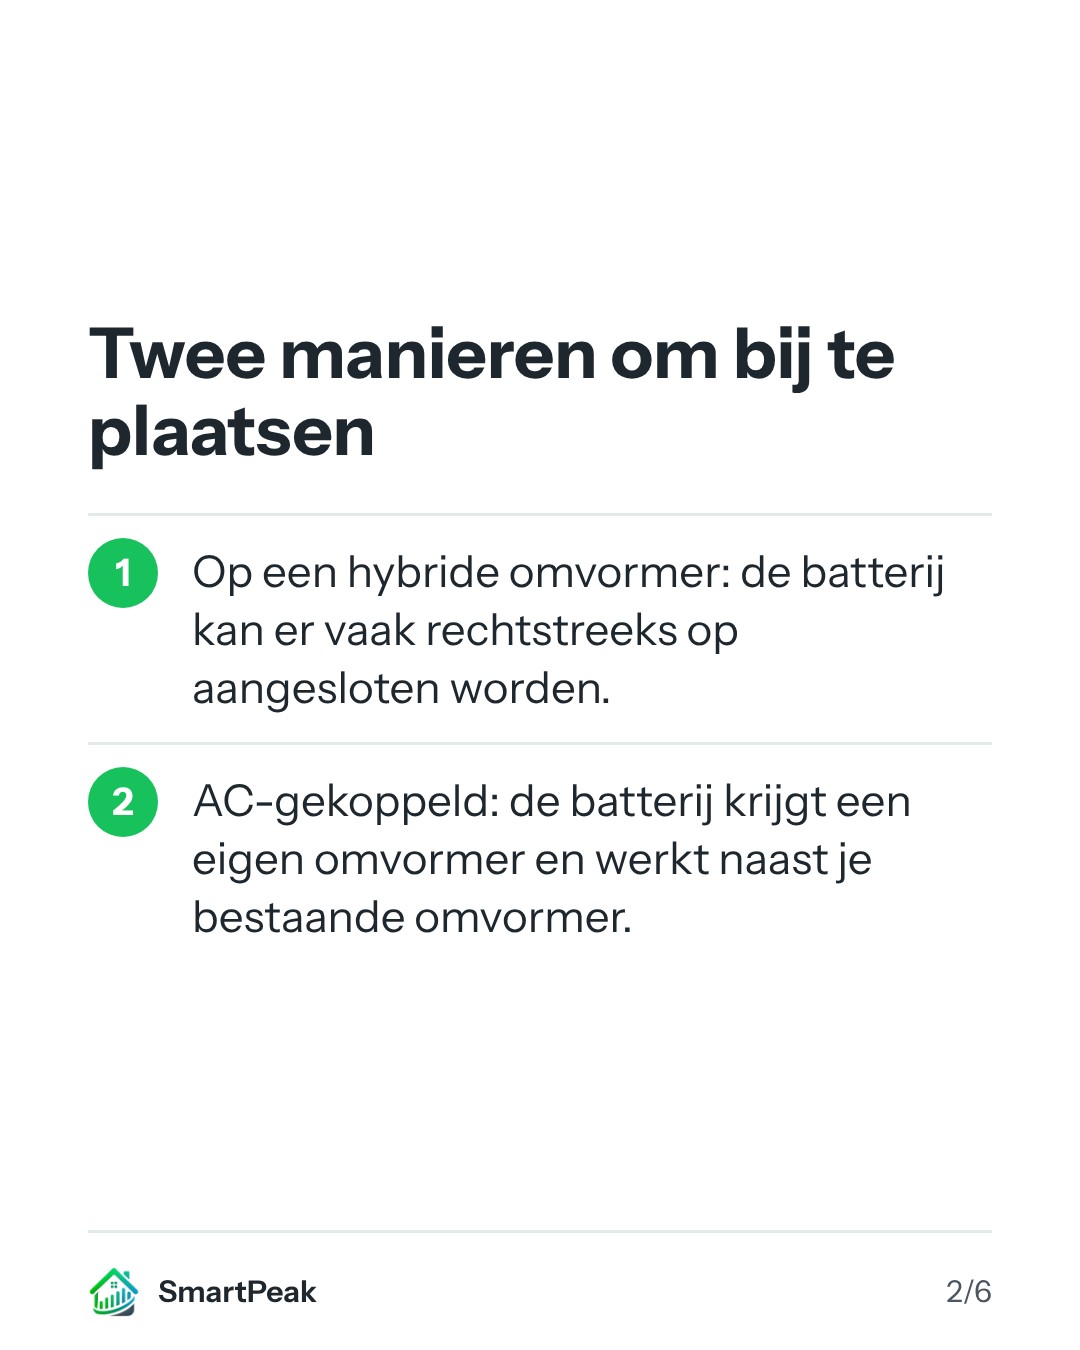 Twee manieren om bij te
plaatsen
1
Op een hybride omvormer: de batterij
kan er vaak rechtstreeks op
aangesloten worden.
2
AC-gekoppeld: de batterij krijgt een
eigen omvormer en werkt naast je
bestaande omvormer.
SmartPeak
2/6